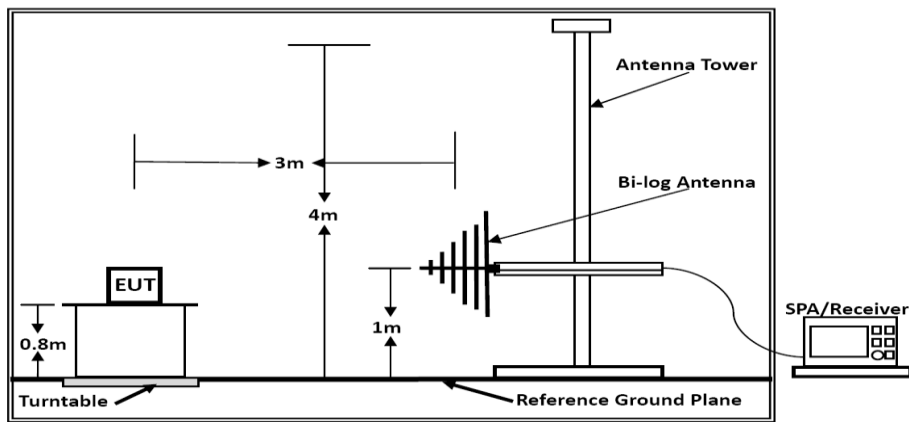 Antenna Tower
3m
Bi-log Antenna
4m
EUT
SPA/Receiver
0.8m
1m
Turntable
Reference Ground Plane